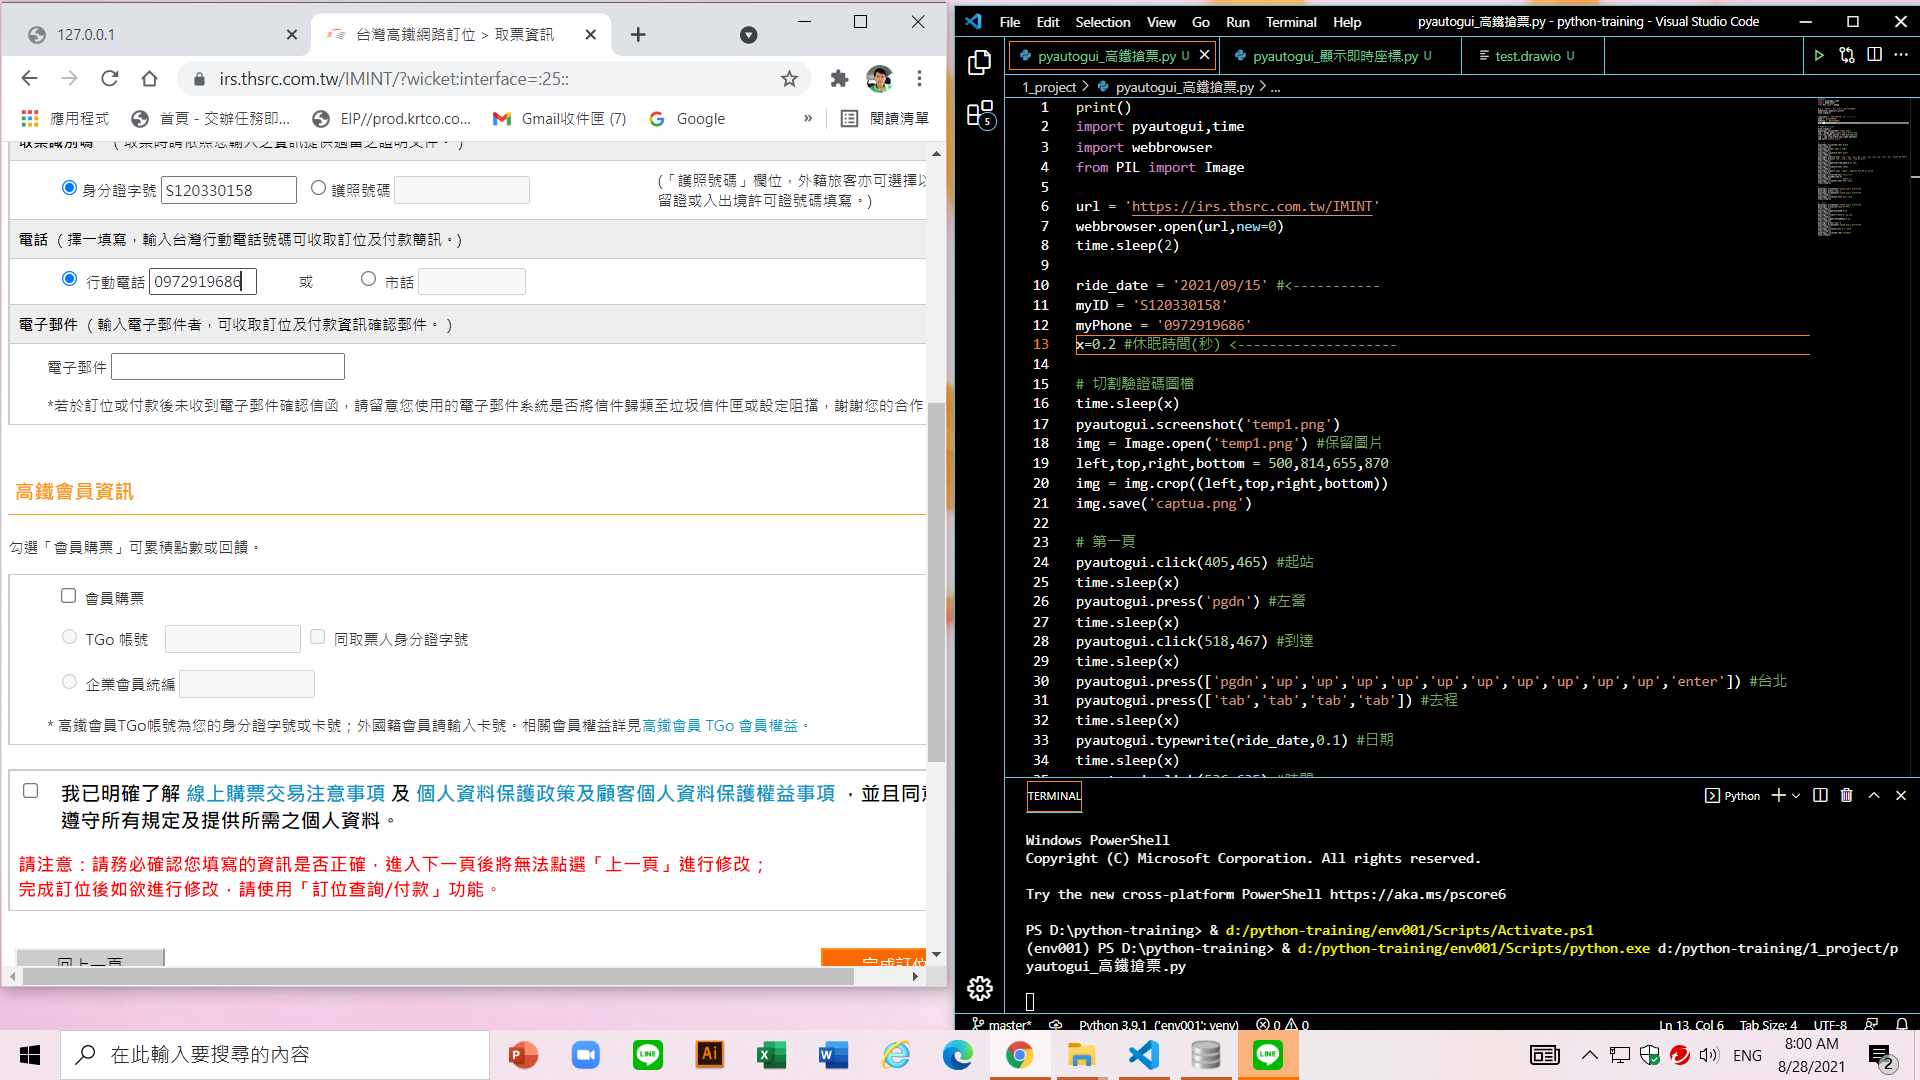 127.0.0.1
台灣高鐵網路訂位 > 取票資訊
irs.thsrc.com.tw/IMINT/?wicket:interface=:25::
應用程式
首頁 - 交辦任務即...
EIP//prod.krtco.co...
Gmail收件匣 (7)
Google
»
閱讀清單
取票識別碼 (取票時請依照您輸入之資訊提供適當之證明文件。)
身分證字號 S120330158 護照號碼
(「護照號碼」欄位，外籍旅客亦可選擇以
留證或入出境許可證號碼填寫。)
電話 (擇一填寫，輸入台灣行動電話號碼可收取訂位及付款簡訊。)
行動電話 0972919686 或 市話
電子郵件 (輸入電子郵件者，可收取訂位及付款資訊確認郵件。)
電子郵件
*若於訂位或付款後未收到電子郵件確認信函，請留意您使用的電子郵件系統是否將信件歸類至垃圾信件匣或設定阻擋，謝謝您的合作
高鐵會員資訊
勾選「會員購票」可累積點數或回饋。
會員購票
TGo 帳號 同取票人身分證字號
企業會員統編
* 高鐵會員TGo帳號為您的身分證字號或卡號；外國籍會員請輸入卡號。相關會員權益詳見高鐵會員 TGo 會員權益。
我已明確了解 線上購票交易注意事項 及 個人資料保護政策及顧客個人資料保護權益事項 ，並且同意
遵守所有規定及提供所需之個人資料。
請注意：請務必確認您填寫的資訊是否正確，進入下一頁後將無法點選「上一頁」進行修改；
完成訂位後如欲進行修改，請使用「訂位查詢/付款」功能。
回上一頁
完成訂位
File Edit Selection View Go Run Terminal Help
pyautogui_高鐵搶票.py - python-training - Visual Studio Code
pyautogui_高鐵搶票.py U
pyautogui_顯示即時座標.py U
test.drawio U
1_project > pyautogui_高鐵搶票.py > ...
5
1 print()
2 import pyautogui,time
3 import webbrowser
4 from PIL import Image
5
6 url = 'https://irs.thsrc.com.tw/IMINT'
7 webbrowser.open(url,new=0)
8 time.sleep(2)
9
10 ride_date = '2021/09/15' #<-----------
11 myID = 'S120330158'
12 myPhone = '0972919686'
13 x=0.2 #休眠時間(秒) <--------------------
14
15 # 切割驗證碼圖檔
16 time.sleep(x)
17 pyautogui.screenshot('temp1.png')
18 img = Image.open('temp1.png') #保留圖片
19 left,top,right,bottom = 500,814,655,870
20 img = img.crop((left,top,right,bottom))
21 img.save('captua.png')
22
23 # 第一頁
24 pyautogui.click(405,465) #起站
25 time.sleep(x)
26 pyautogui.press('pgdn') #左營
27 time.sleep(x)
28 pyautogui.click(518,467) #到達
29 time.sleep(x)
30 pyautogui.press(['pgdn','up','up','up','up','up','up','up','up','up','up','enter']) #台北
31 pyautogui.press(['tab','tab','tab','tab']) #去程
32 time.sleep(x)
33 pyautogui.typewrite(ride_date,0.1) #日期
34 time.sleep(x)
TERMINAL
Python
Windows PowerShell
Copyright (C) Microsoft Corporation. All rights reserved.
Try the new cross-platform PowerShell https://aka.ms/pscore6
PS D:\python-training> & d:/python-training/env001/Scripts/Activate.ps1
(env001) PS D:\python-training> & d:/python-training/env001/Scripts/python.exe d:/python-training/1_project/p
yautogui_高鐵搶票.py
master* Python 3.9.1 ('env001': venv) 0 0
Ln 13, Col 6 Tab Size: 4 UTF-8
在此輸入要搜尋的內容
LINE
Ai
ENG
8:00 AM
8/28/2021
2